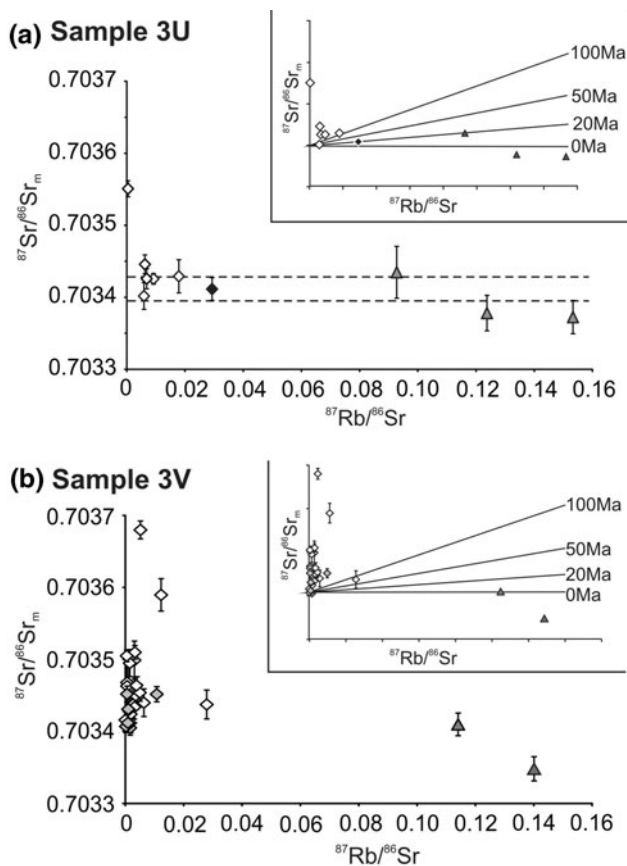 (a) Sample 3U
0.7037
0.7036
0.7035
0.7034
0.7033
⁸⁷Sr/⁸⁶Srₘ
0 0.02 0.04 0.06 0.08 0.10 0.12 0.14 0.16
⁸⁷Rb/⁸⁶Sr
⁸⁷Sr/⁸⁶Srₘ
100Ma
50Ma
20Ma
0Ma
⁸⁷Rb/⁸⁶Sr
(b) Sample 3V
0.7037
0.7036
0.7035
0.7034
0.7033
⁸⁷Sr/⁸⁶Srₘ
0 0.02 0.04 0.06 0.08 0.10 0.12 0.14 0.16
⁸⁷Rb/⁸⁶Sr
⁸⁷Sr/⁸⁶Srₘ
100Ma
50Ma
20Ma
0Ma
⁸⁷Rb/⁸⁶Sr